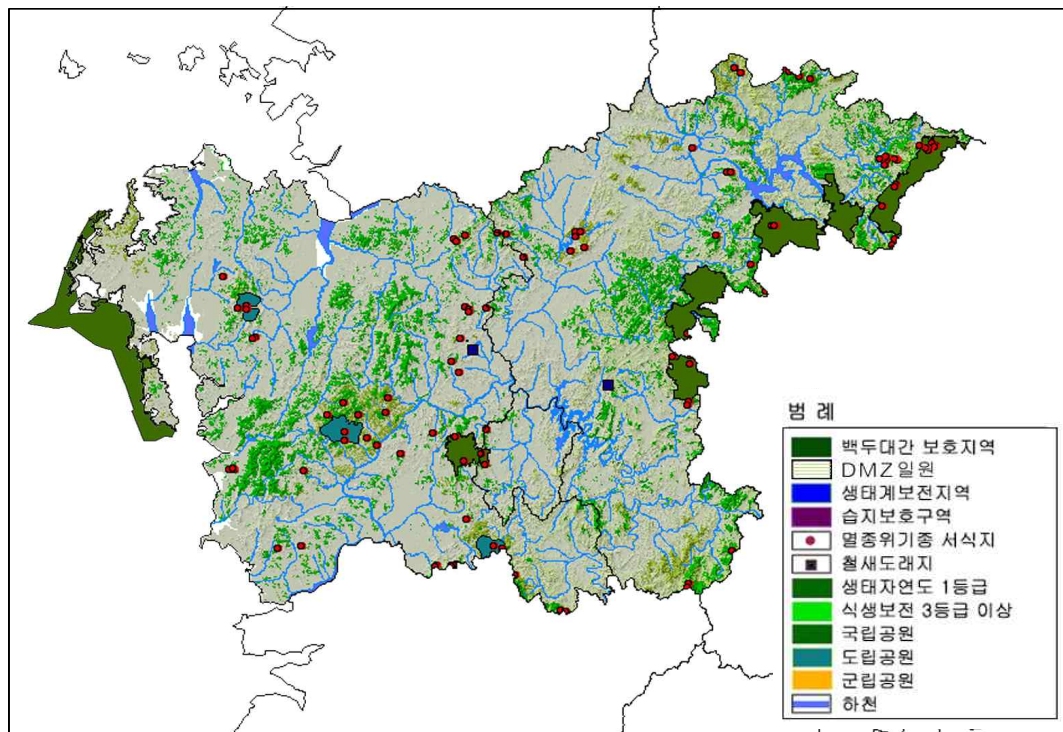 범 례
백두대간 보호지역
DMZ일원
생태계보전지역
습지보호구역
멸종위기종 서식지
철새도래지
생태자연도 1등급
식생보전 3등급 이상
국립공원
도립공원
군립공원
하천